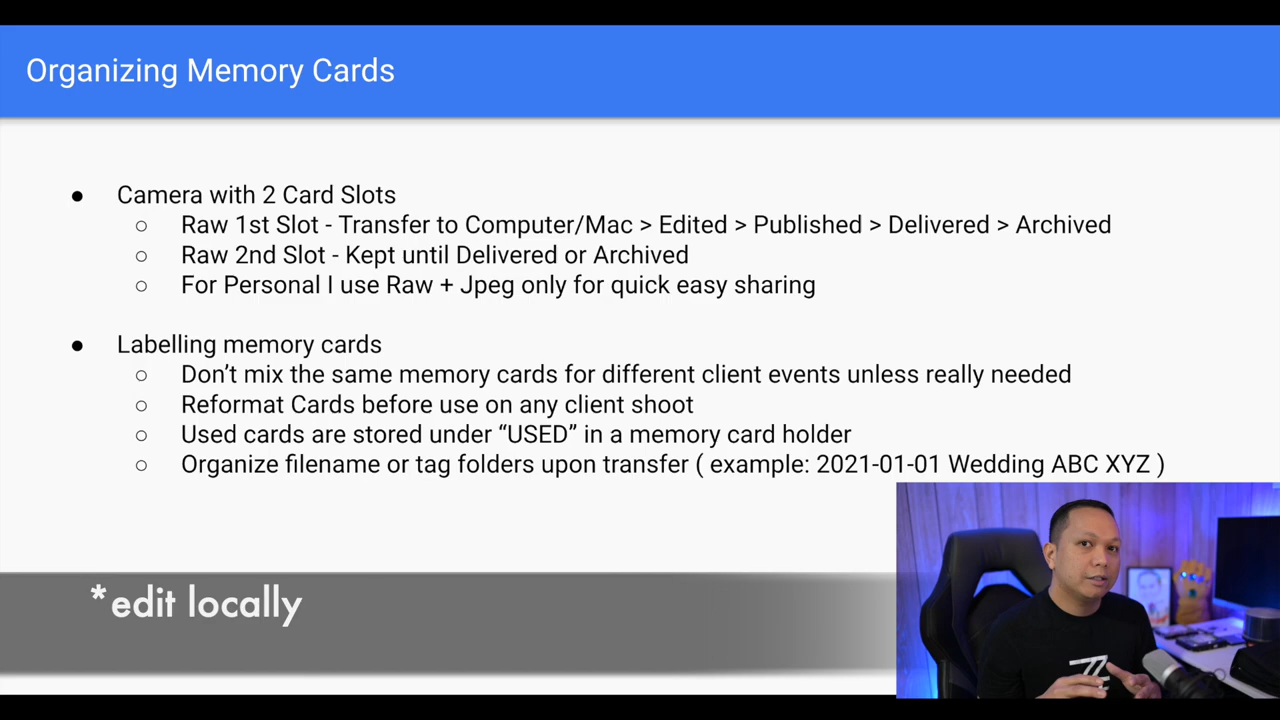 Organizing Memory Cards
● Camera with 2 Card Slots
○ Raw 1st Slot - Transfer to Computer/Mac > Edited > Published > Delivered > Archived
○ Raw 2nd Slot - Kept until Delivered or Archived
○ For Personal I use Raw + Jpeg only for quick easy sharing
● Labelling memory cards
○ Don’t mix the same memory cards for different client events unless really needed
○ Reformat Cards before use on any client shoot
○ Used cards are stored under “USED” in a memory card holder
○ Organize filename or tag folders upon transfer ( example: 2021-01-01 Wedding ABC XYZ )
*edit locally